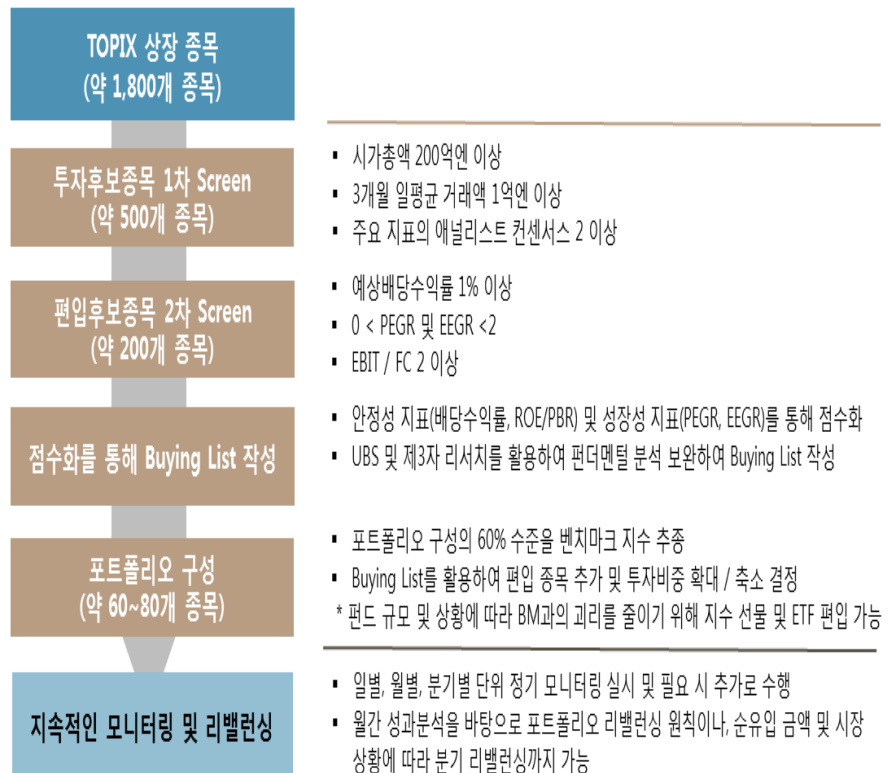 TOPIX 상장 종목
(약 1,800개 종목)
투자후보종목 1차 Screen
(약 500개 종목)
▪ 시가총액 200억엔 이상
▪ 3개월 일평균 거래액 1억엔 이상
▪ 주요 지표의 애널리스트 컨센서스 2 이상
편입후보종목 2차 Screen
(약 200개 종목)
▪ 예상배당수익률 1% 이상
▪ 0 < PEGR 및 EEGR <2
▪ EBIT / FC 2 이상
점수화를 통해 Buying List 작성
▪ 안정성 지표(배당수익률, ROE/PBR) 및 성장성 지표(PEGR, EEGR)를 통해 점수화
▪ UBS 및 제3자 리서치를 활용하여 펀더멘털 분석 보완하여 Buying List 작성
포트폴리오 구성
(약 60~80개 종목)
▪ 포트폴리오 구성의 60% 수준을 벤치마크 지수 추종
▪ Buying List를 활용하여 편입 종목 추가 및 투자비중 확대 / 축소 결정
* 펀드 규모 및 상황에 따라 BM과의 괴리를 줄이기 위해 지수 선물 및 ETF 편입 가능
지속적인 모니터링 및 리밸런싱
▪ 일별, 월별, 분기별 단위 정기 모니터링 실시 및 필요 시 추가로 수행
▪ 월간 성과분석을 바탕으로 포트폴리오 리밸런싱 원칙이나, 순유입 금액 및 시장
상황에 따라 분기 리밸런싱까지 가능